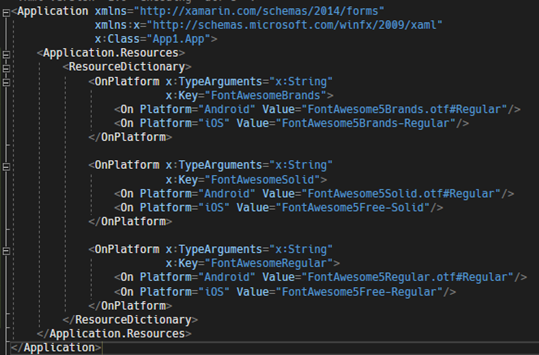 <Application xmlns="http://xamarin.com/schemas/2014/forms"
xmlns:x="http://schemas.microsoft.com/winfx/2009/xaml"
x:Class="App1.App">
<Application.Resources>
<ResourceDictionary>
<OnPlatform x:TypeArguments="x:String"
x:Key="FontAwesomeBrands">
<On Platform="Android" Value="FontAwesome5Brands.otf#Regular"/>
<On Platform="iOS" Value="FontAwesome5Brands-Regular"/>
</OnPlatform>
<OnPlatform x:TypeArguments="x:String"
x:Key="FontAwesomeSolid">
<On Platform="Android" Value="FontAwesome5Solid.otf#Regular"/>
<On Platform="iOS" Value="FontAwesome5Free-Solid"/>
</OnPlatform>
<OnPlatform x:TypeArguments="x:String"
x:Key="FontAwesomeRegular">
<On Platform="Android" Value="FontAwesome5Regular.otf#Regular"/>
<On Platform="iOS" Value="FontAwesome5Free-Regular"/>
</OnPlatform>
</ResourceDictionary>
</Application.Resources>
</Application>